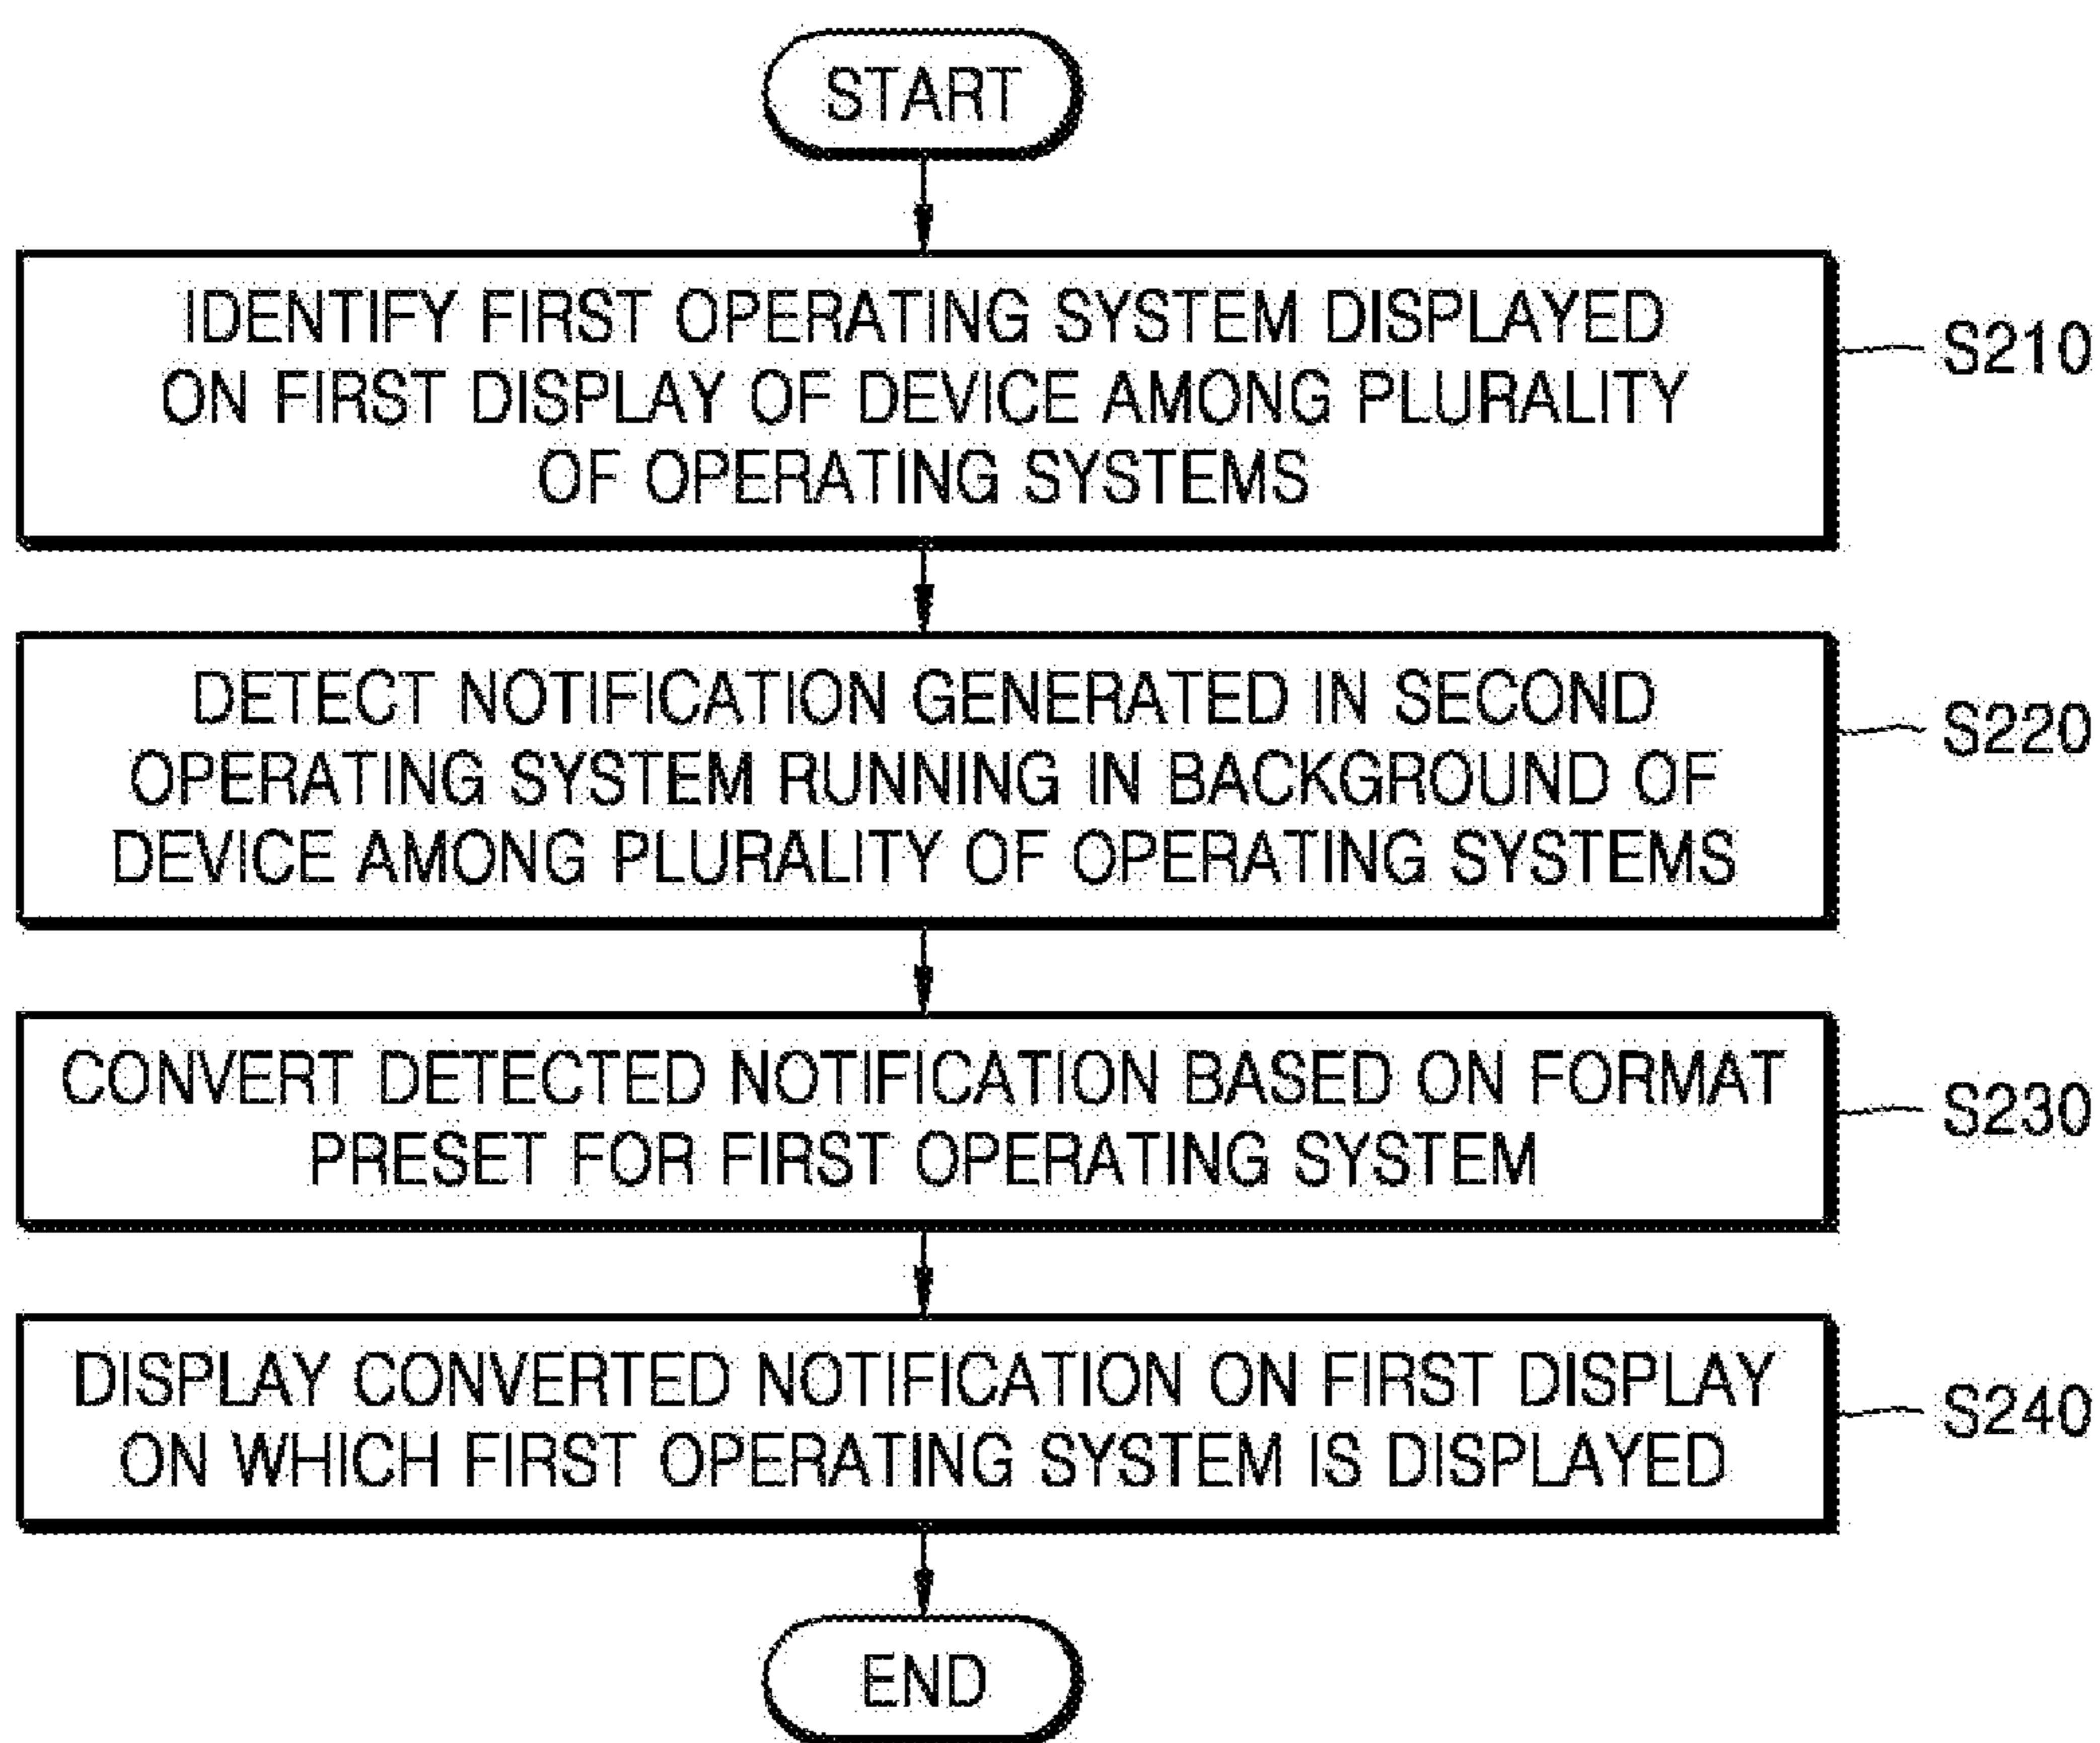 START
IDENTIFY FIRST OPERATING SYSTEM DISPLAYED
ON FIRST DISPLAY OF DEVICE AMONG PLURALITY
OF OPERATING SYSTEMS
S210
DETECT NOTIFICATION GENERATED IN SECOND
OPERATING SYSTEM RUNNING IN BACKGROUND OF
DEVICE AMONG PLURALITY OF OPERATING SYSTEMS
S220
CONVERT DETECTED NOTIFICATION BASED ON FORMAT
PRESET FOR FIRST OPERATING SYSTEM
S230
DISPLAY CONVERTED NOTIFICATION ON FIRST DISPLAY
ON WHICH FIRST OPERATING SYSTEM IS DISPLAYED
S240
END